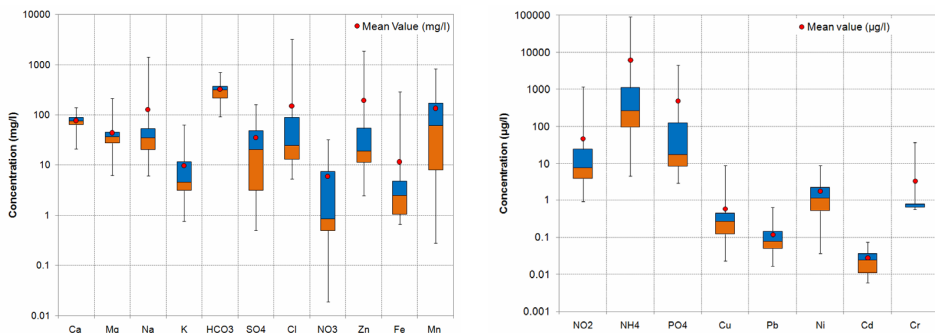 10000
1000
100
10
1
0.1
0.01
Concentration (mg/l)
Mean Value (mg/l)
Ca Mg Na K HCO3 SO4 Cl NO3 Zn Fe Mn
100000
10000
1000
100
10
1
0.1
0.01
0.001
Concentration (µg/l)
Mean Value (µg/l)
NO2 NH4 PO4 Cu Pb Ni Cd Cr